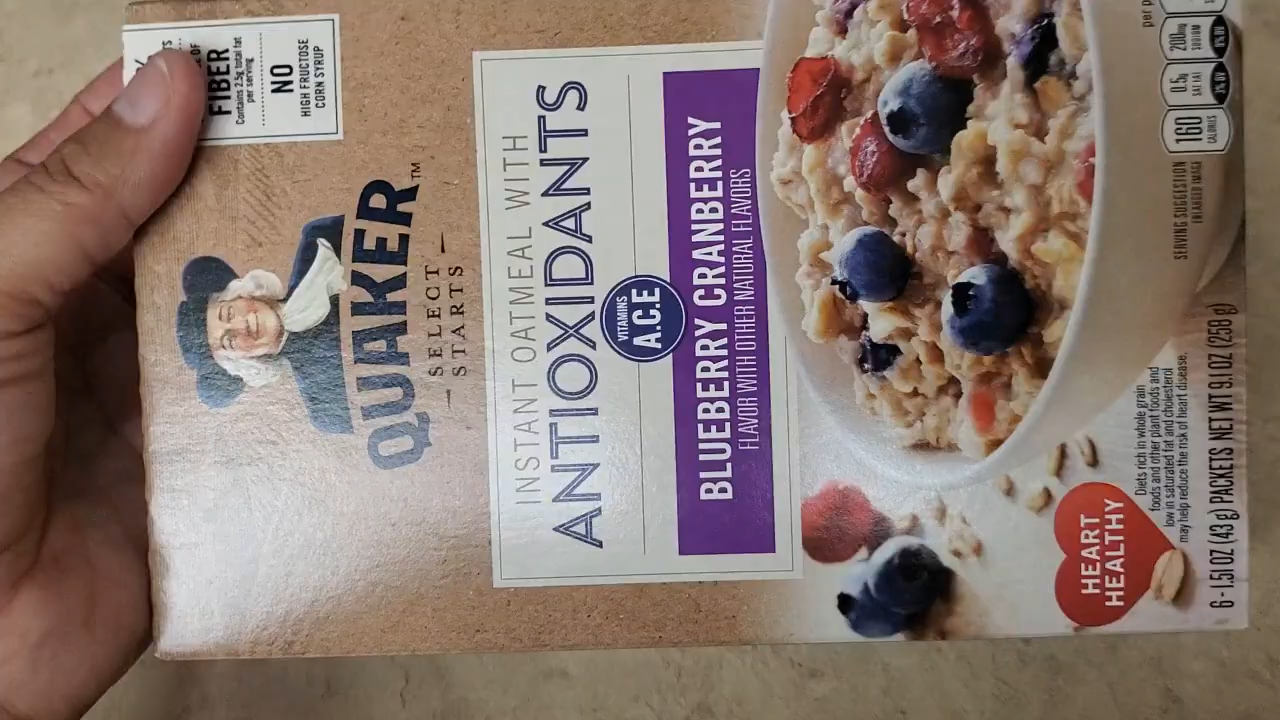 OF
FIBER
Contains 2.5g total fat
per serving
NO
HIGH FRUCTOSE
CORN SYRUP
QUAKER™
SELECT
STARTS
INSTANT OATMEAL WITH
ANTIOXIDANTS
VITAMINS
A.C.E
BLUEBERRY CRANBERRY
FLAVOR WITH OTHER NATURAL FLAVORS
per p
160
CALORIES
0.5g
SAT FAT
3% DV
200mg
SODIUM
9% DV
SERVING SUGGESTION
ENLARGED IMAGE
HEART
HEALTHY
Diets rich in whole grain
foods and other plant foods and
low in saturated fat and cholesterol
may help reduce the risk of heart disease.
6 - 1.51 OZ (43 g) PACKETS NET WT 9.1 OZ (258 g)